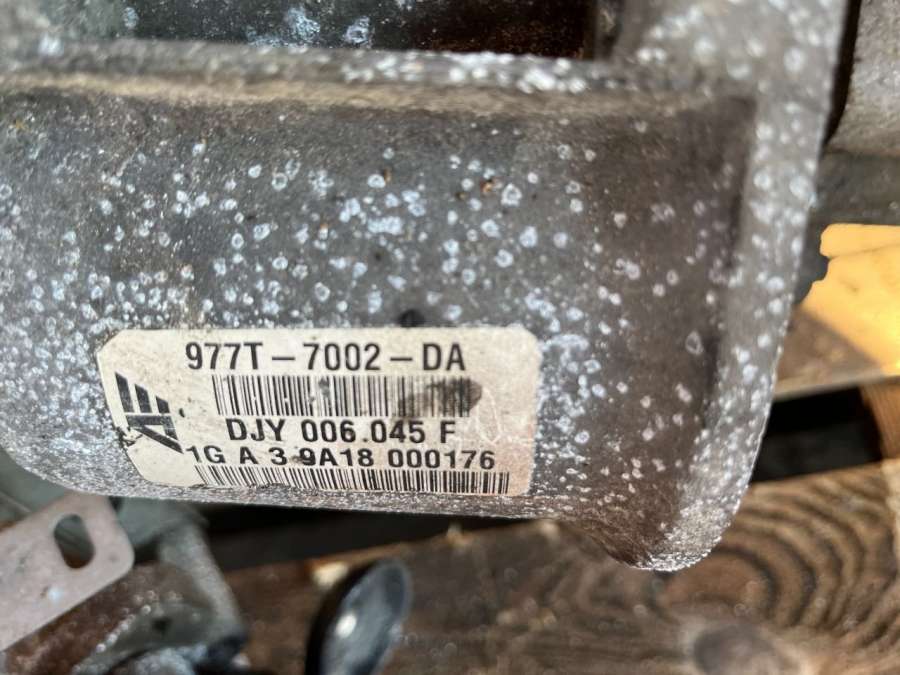 977T-7002-DA
DJY 006.045 F
1G A 3 9A18 000176